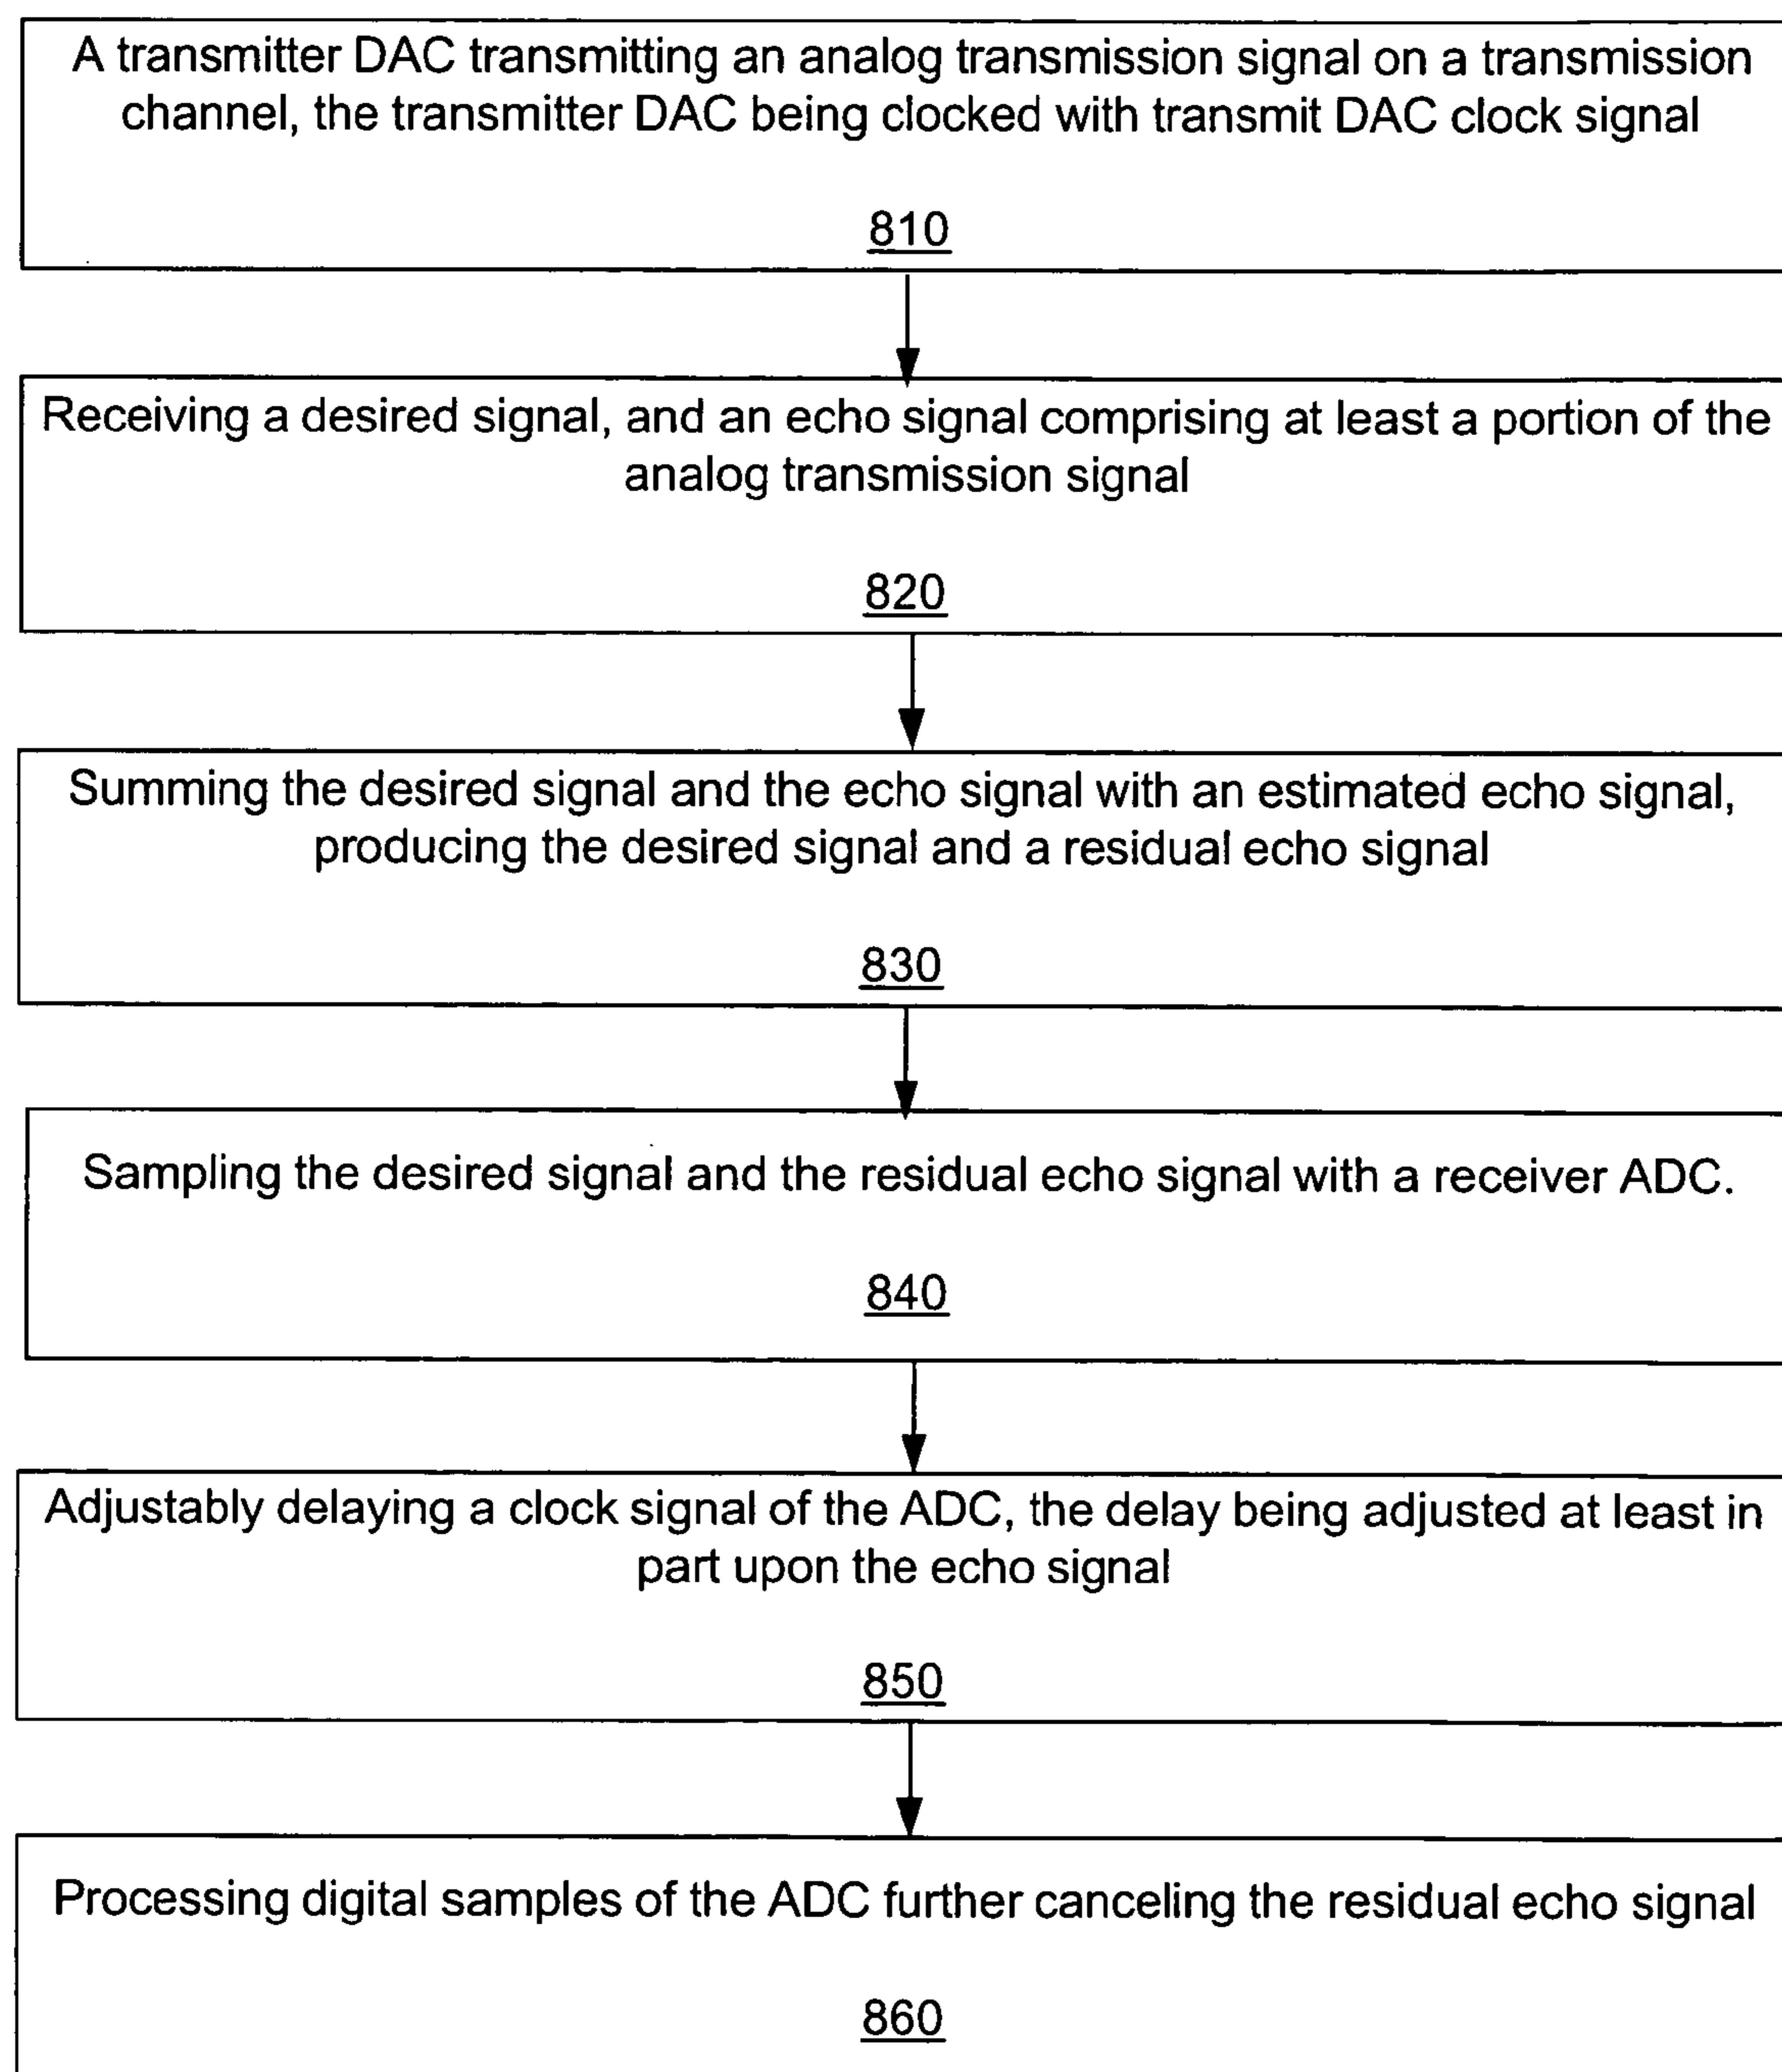 A transmitter DAC transmitting an analog transmission signal on a transmission
channel, the transmitter DAC being clocked with transmit DAC clock signal
810
Receiving a desired signal, and an echo signal comprising at least a portion of the
analog transmission signal
820
Summing the desired signal and the echo signal with an estimated echo signal,
producing the desired signal and a residual echo signal
830
Sampling the desired signal and the residual echo signal with a receiver ADC.
840
Adjustably delaying a clock signal of the ADC, the delay being adjusted at least in
part upon the echo signal
850
Processing digital samples of the ADC further canceling the residual echo signal
860